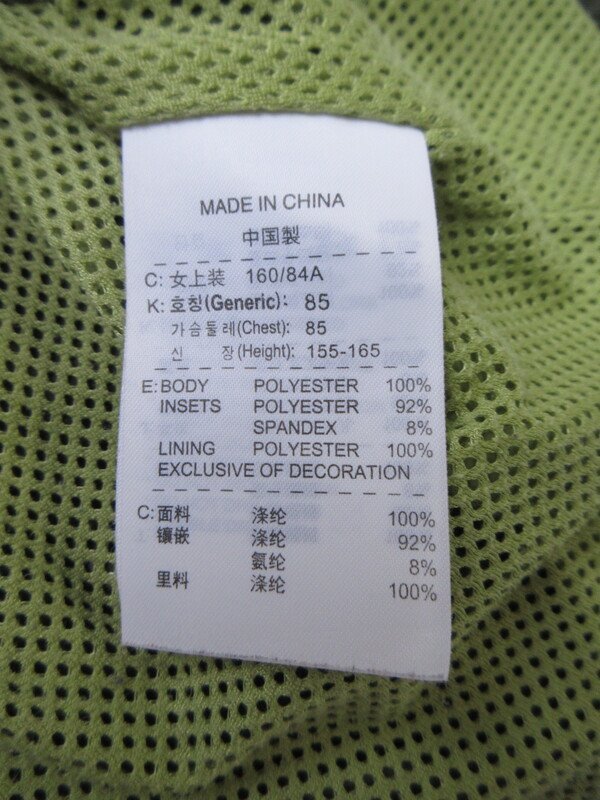 MADE IN CHINA
中国製
C: 女上装 160/84A
K: 호칭(Generic): 85
가슴둘레(Chest): 85
신 장(Height): 155-165
E: BODY POLYESTER 100%
INSETS POLYESTER 92%
SPANDEX 8%
LINING POLYESTER 100%
EXCLUSIVE OF DECORATION
C: 面料 涤纶 100%
镶嵌 涤纶 92%
氨纶 8%
里料 涤纶 100%